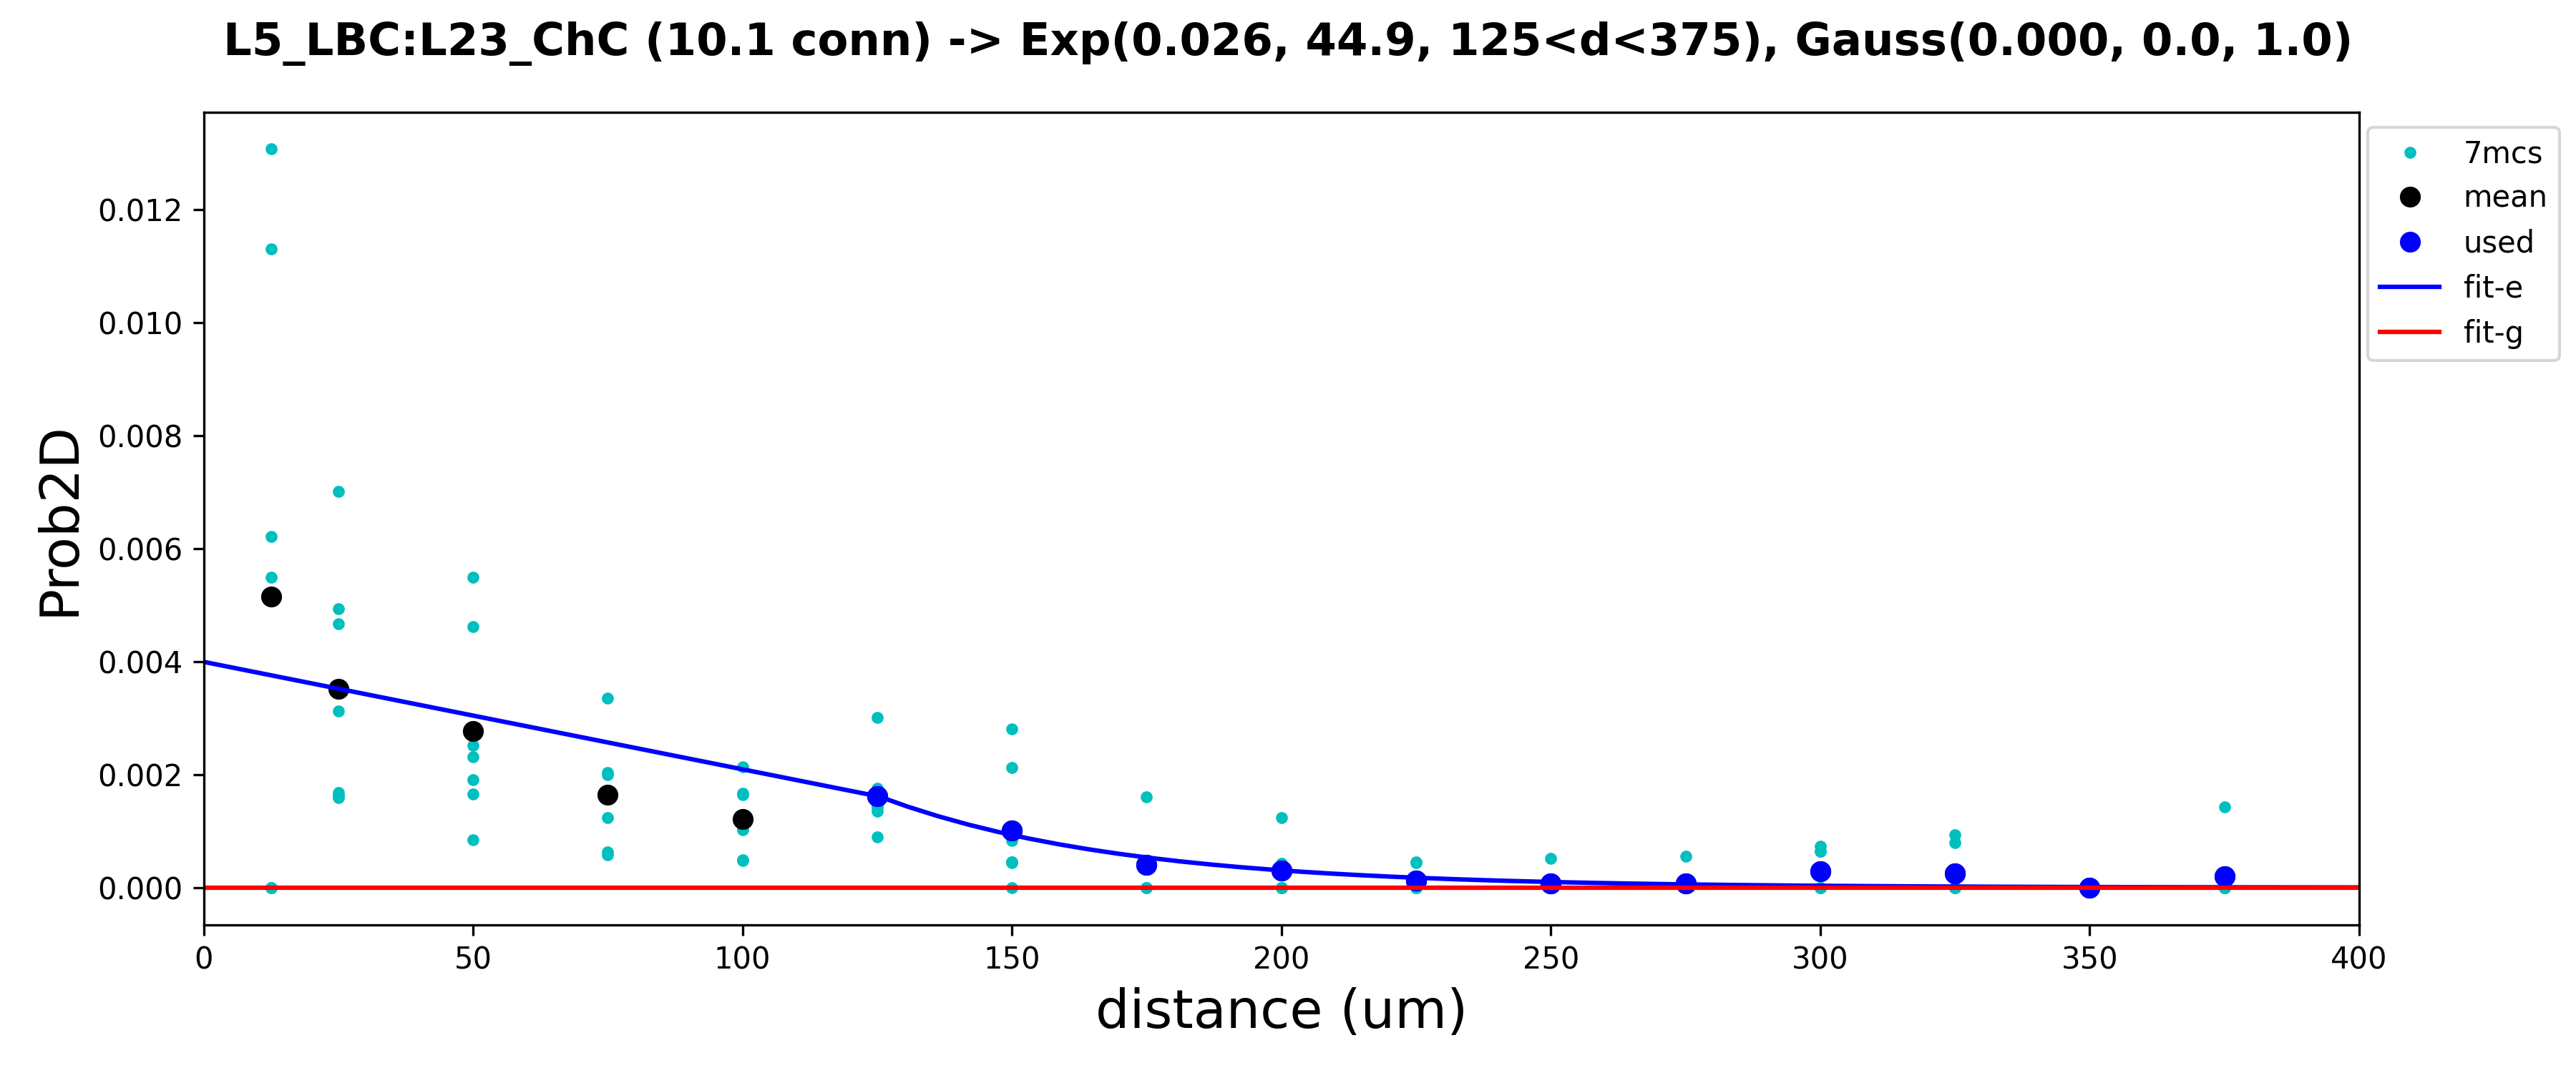 L5_LBC:L23_ChC (10.1 conn) -> Exp(0.026, 44.9, 125<d<375), Gauss(0.000, 0.0, 1.0)
7mcs
mean
used
fit-e
fit-g
Prob2D
0.012
0.010
0.008
0.006
0.004
0.002
0.000
0 50 100 150 200 250 300 350 400
distance (um)